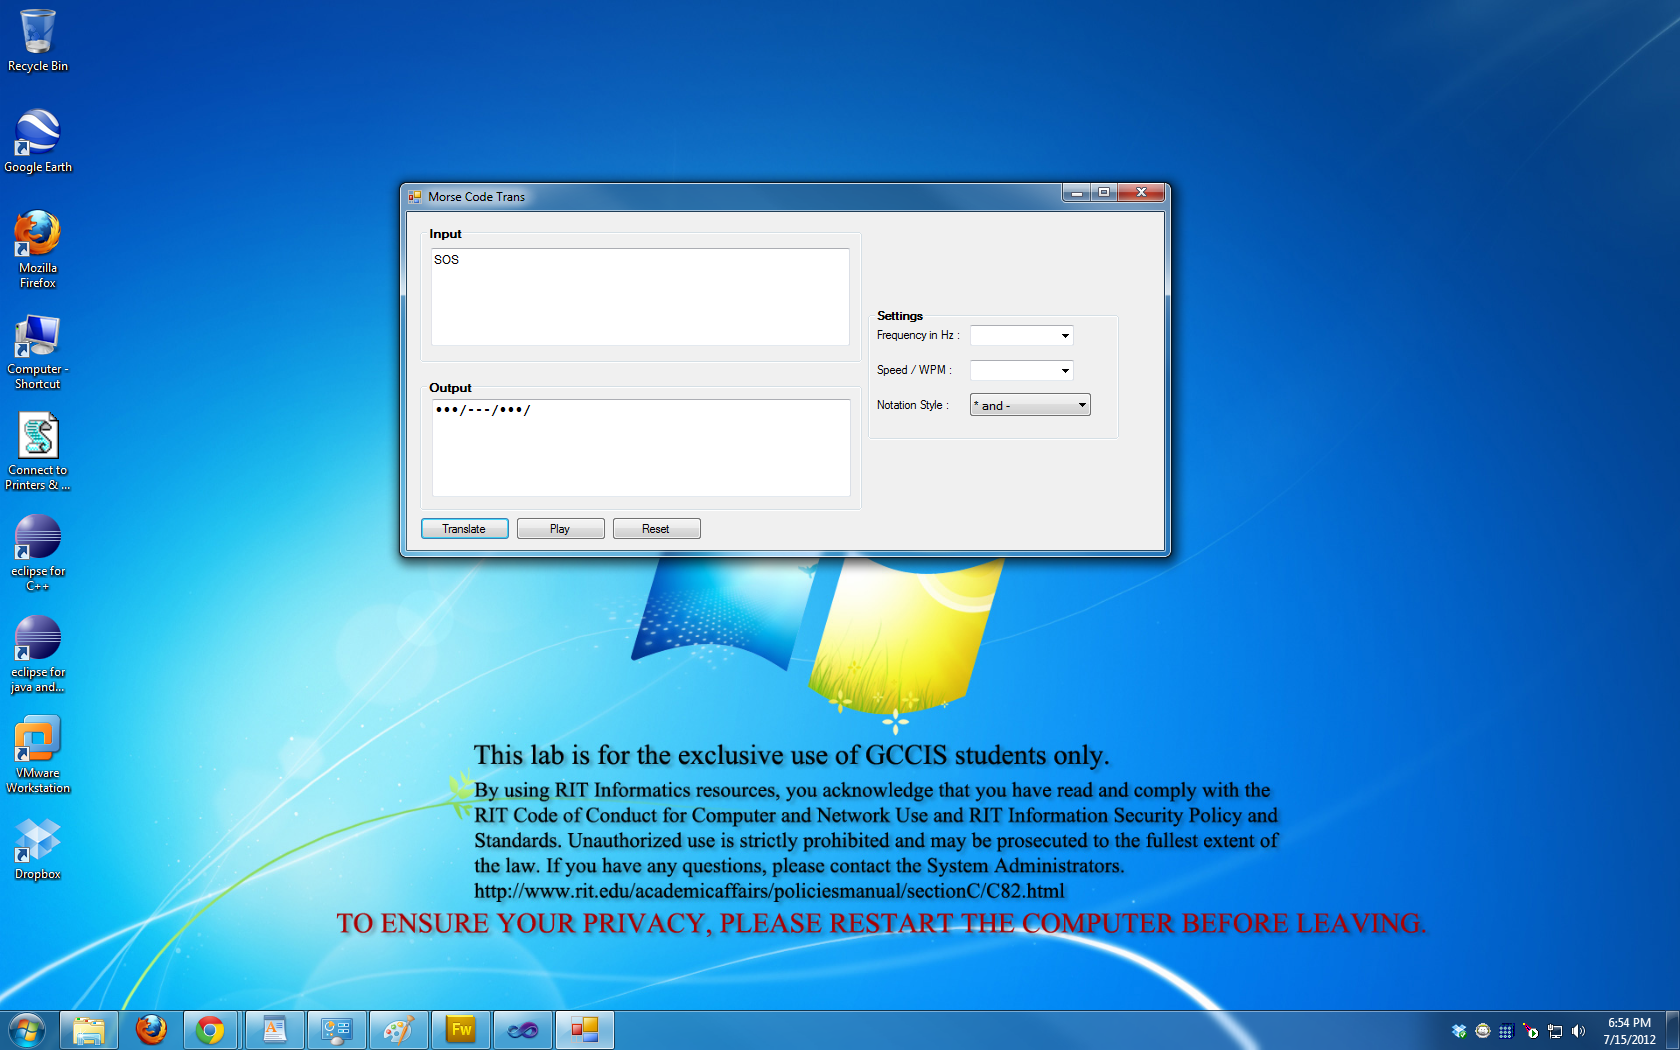 Recycle Bin
Google Earth
Mozilla
Firefox
Computer -
Shortcut
Connect to
Printers & ...
eclipse for
C++
eclipse for
java and...
VMware
Workstation
Dropbox
Morse Code Trans
Input
SOS
Output
•••/---/•••/
Translate
Play
Reset
Settings
Frequency in Hz :
Speed / WPM :
Notation Style :
* and -
This lab is for the exclusive use of GCCIS students only.
By using RIT Informatics resources, you acknowledge that you have read and comply with the
RIT Code of Conduct for Computer and Network Use and RIT Information Security Policy and
Standards. Unauthorized use is strictly prohibited and may be prosecuted to the fullest extent of
the law. If you have any questions, please contact the System Administrators.
http://www.rit.edu/academicaffairs/policiesmanual/sectionC/C82.html
TO ENSURE YOUR PRIVACY, PLEASE RESTART THE COMPUTER BEFORE LEAVING.
Fw
6:54 PM
7/15/2012